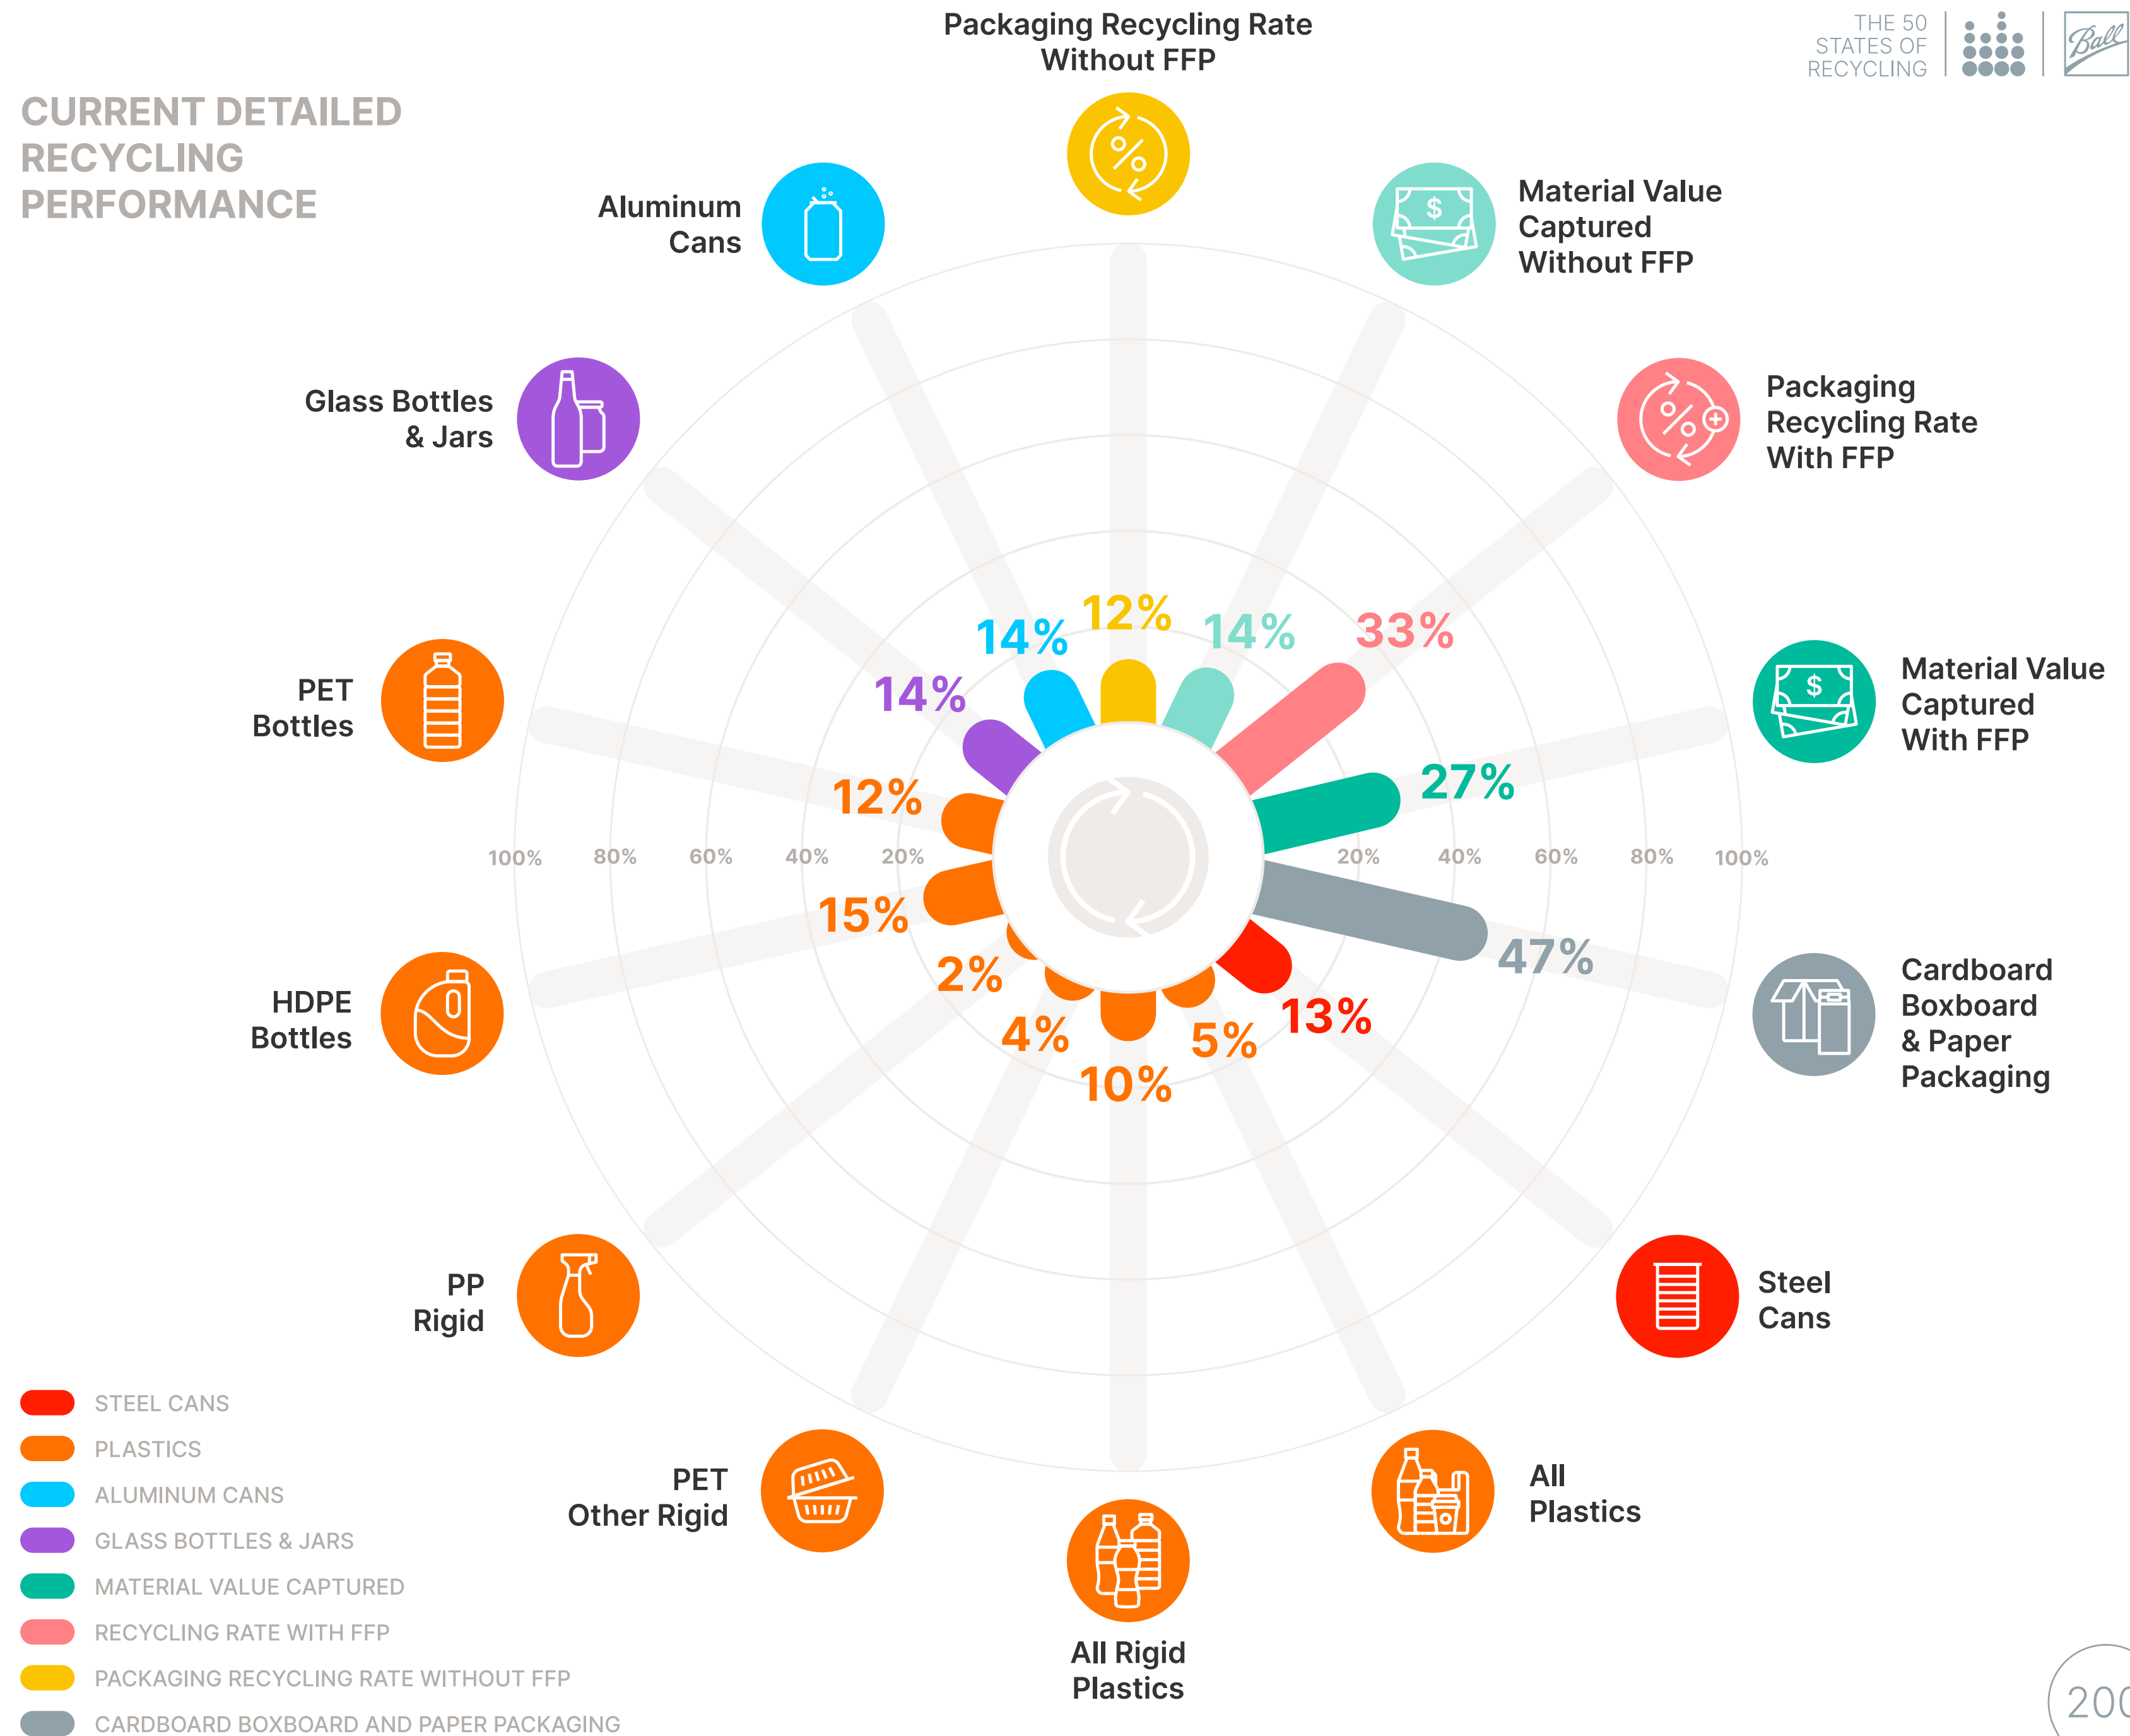 Packaging Recycling Rate
Without FFP
THE 50
STATES OF
RECYCLING
Ball
CURRENT DETAILED
RECYCLING
PERFORMANCE
Aluminum
Cans
$
Material Value
Captured
Without FFP
Glass Bottles
& Jars
Packaging
Recycling Rate
With FFP
PET
Bottles
$
Material Value
Captured
With FFP
12%
14%
14%
33%
14%
27%
12%
100% 80% 60% 40% 20% 20% 40% 60% 80% 100%
15%
47%
2%
13%
4%
5%
10%
HDPE
Bottles
Cardboard
Boxboard
& Paper
Packaging
PP
Rigid
Steel
Cans
PET
Other Rigid
All
Plastics
All Rigid
Plastics
STEEL CANS
PLASTICS
ALUMINUM CANS
GLASS BOTTLES & JARS
MATERIAL VALUE CAPTURED
RECYCLING RATE WITH FFP
PACKAGING RECYCLING RATE WITHOUT FFP
CARDBOARD BOXBOARD AND PAPER PACKAGING
200